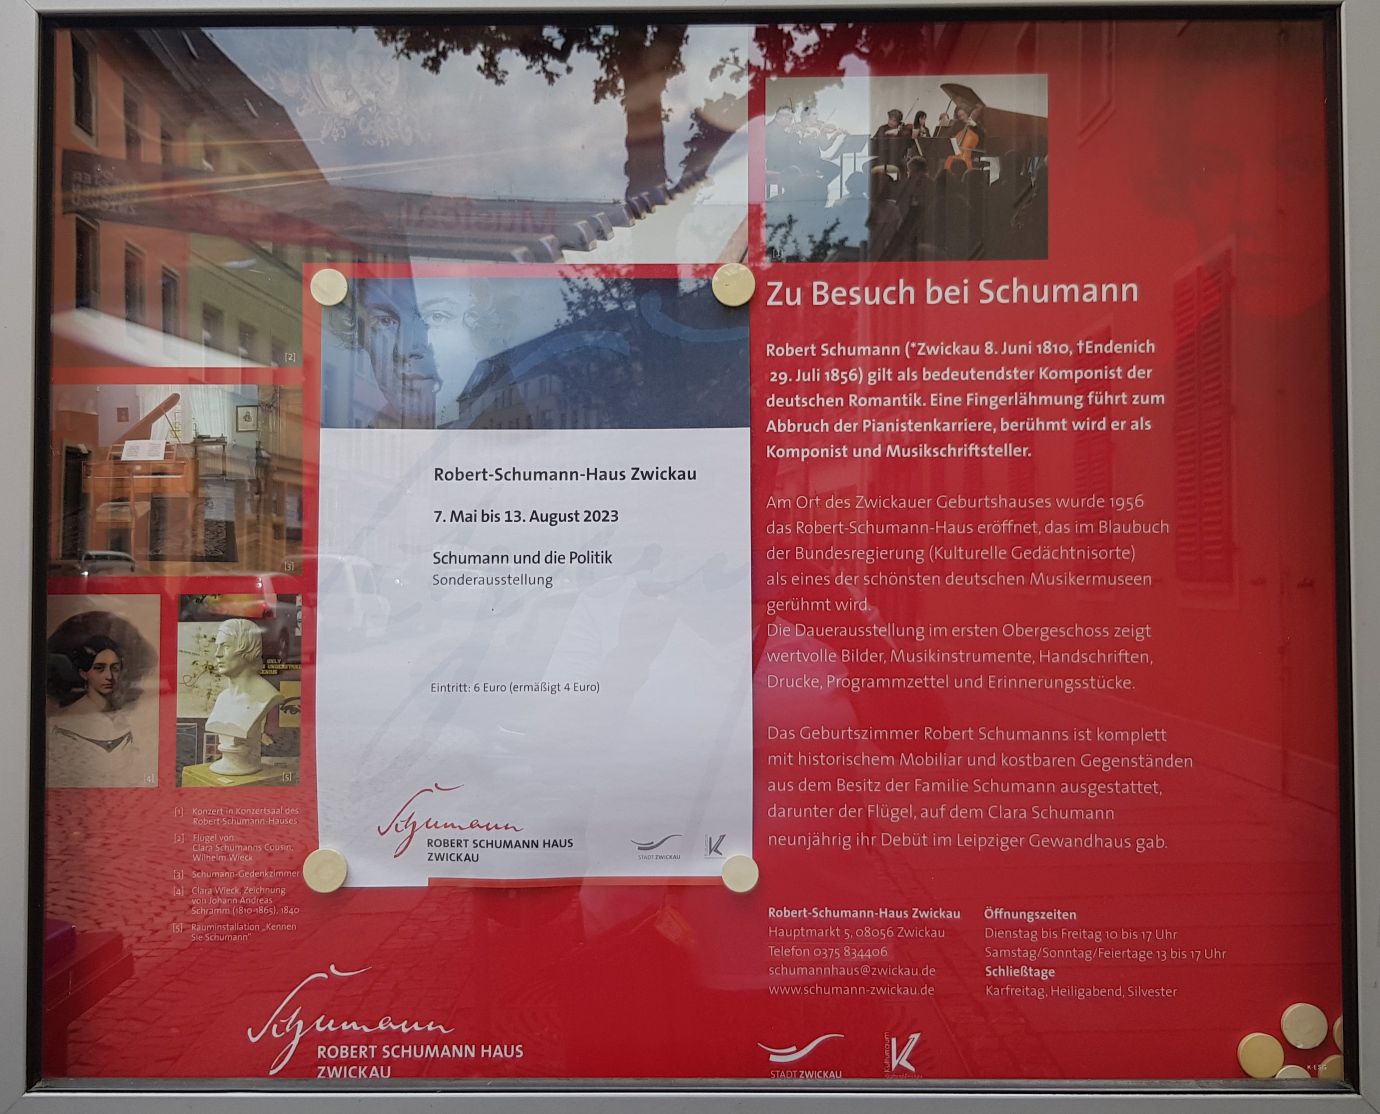 [2]
[3]
[4]
[5]
[1] Konzert in Konzertsaal des
Robert-Schumann-Hauses
[2] Flügel von
Clara Schumanns Cousin,
Wilhelm Wieck
[3] Schumann-Gedenkzimmer
[4] Clara Wieck, Zeichnung
von Johann Andreas
Schramm (1810-1865), 1840
[5] Rauminstallation „Kennen
Sie Schumann"
Schumann
ROBERT SCHUMANN HAUS
ZWICKAU
Robert-Schumann-Haus Zwickau
7. Mai bis 13. August 2023
Schumann und die Politik
Sonderausstellung
Eintritt: 6 Euro (ermäßigt 4 Euro)
Schumann
ROBERT SCHUMANN HAUS
ZWICKAU
STADT ZWICKAU
K
[1]
Zu Besuch bei Schumann
Robert Schumann (*Zwickau 8. Juni 1810, †Endenich
29. Juli 1856) gilt als bedeutendster Komponist der
deutschen Romantik. Eine Fingerlähmung führt zum
Abbruch der Pianistenkarriere, berühmt wird er als
Komponist und Musikschriftsteller.
Am Ort des Zwickauer Geburtshauses wurde 1956
das Robert-Schumann-Haus eröffnet, das im Blaubuch
der Bundesregierung (Kulturelle Gedächtnisorte)
als eines der schönsten deutschen Musikermuseen
gerühmt wird.
Die Dauerausstellung im ersten Obergeschoss zeigt
wertvolle Bilder, Musikinstrumente, Handschriften,
Drucke, Programmzettel und Erinnerungsstücke.
Das Geburtszimmer Robert Schumanns ist komplett
mit historischem Mobiliar und kostbaren Gegenständen
aus dem Besitz der Familie Schumann ausgestattet,
darunter der Flügel, auf dem Clara Schumann
neunjährig ihr Debüt im Leipziger Gewandhaus gab.
Robert-Schumann-Haus Zwickau
Hauptmarkt 5, 08056 Zwickau
Telefon 0375 834406
schumannhaus@zwickau.de
www.schumann-zwickau.de
Öffnungszeiten
Dienstag bis Freitag 10 bis 17 Uhr
Samstag/Sonntag/Feiertage 13 bis 17 Uhr
Schließtage
Karfreitag, Heiligabend, Silvester
STADT ZWICKAU
Kulturraum
K